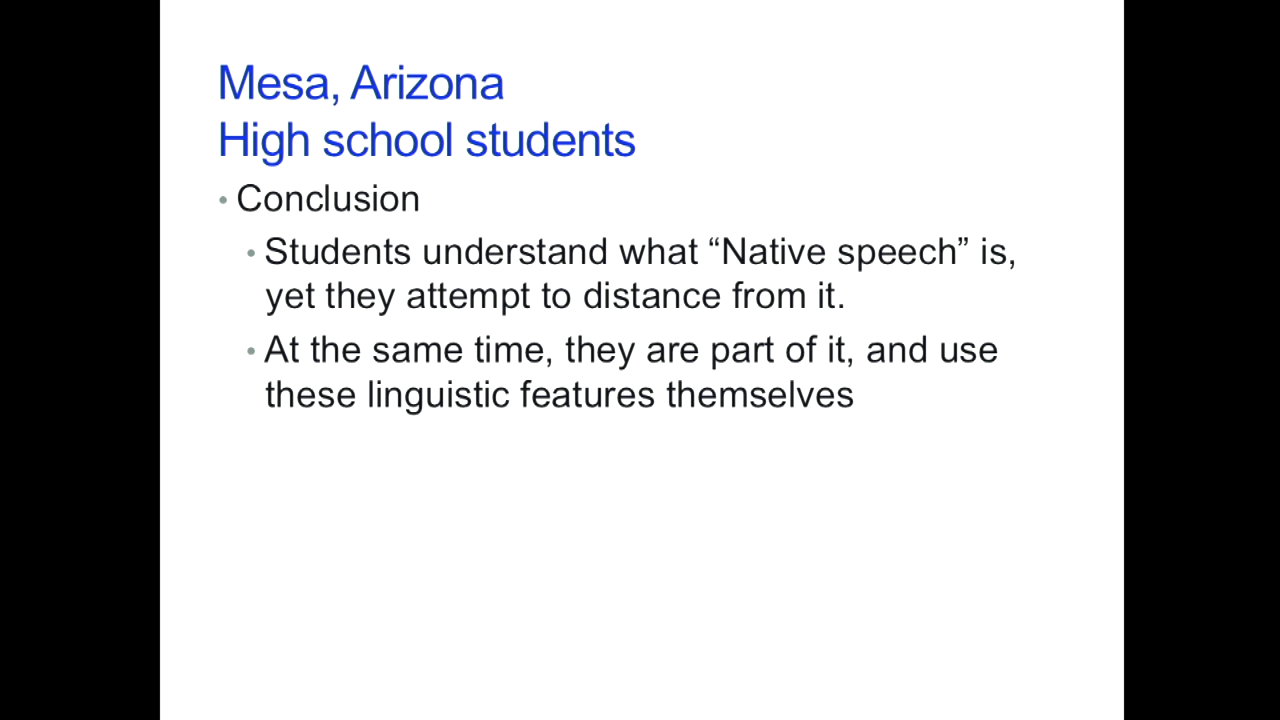 Mesa, Arizona
High school students
• Conclusion
• Students understand what “Native speech” is,
yet they attempt to distance from it.
• At the same time, they are part of it, and use
these linguistic features themselves